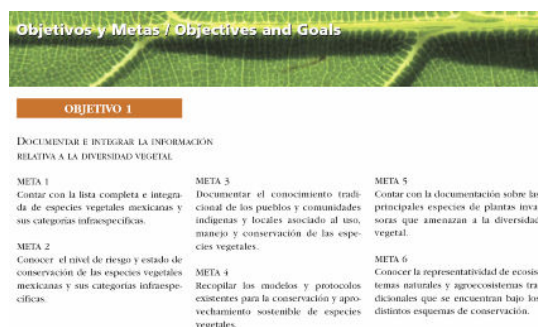 Objetivos y Metas / Objectives and Goals
OBJETIVO 1
DOCUMENTAR E INTEGRAR LA INFORMACIÓN
RELATIVA A LA DIVERSIDAD VEGETAL
META 1
Contar con la lista completa e integra-
da de especies vegetales mexicanas y
sus categorías infraespecíficas.
META 2
Conocer el nivel de riesgo y estado de
conservación de las especies vegetales
mexicanas y sus categorías infraespe-
cíficas.
META 3
Documentar el conocimiento tradi-
cional de los pueblos y comunidades
indígenas y locales asociado al uso,
manejo y conservación de las espe-
cies vegetales.
META 4
Recopilar los modelos y protocolos
existentes para la conservación y apro-
vechamiento sostenible de especies
vegetales.
META 5
Contar con la documentación sobre las
principales especies de plantas inva
soras que amenazan a la diversidad
vegetal.
META 6
Conocer la representatividad de ecosis
temas naturales y agroecosistemas tra
dicionales que se encuentran bajo los
distintos esquemas de conservación.